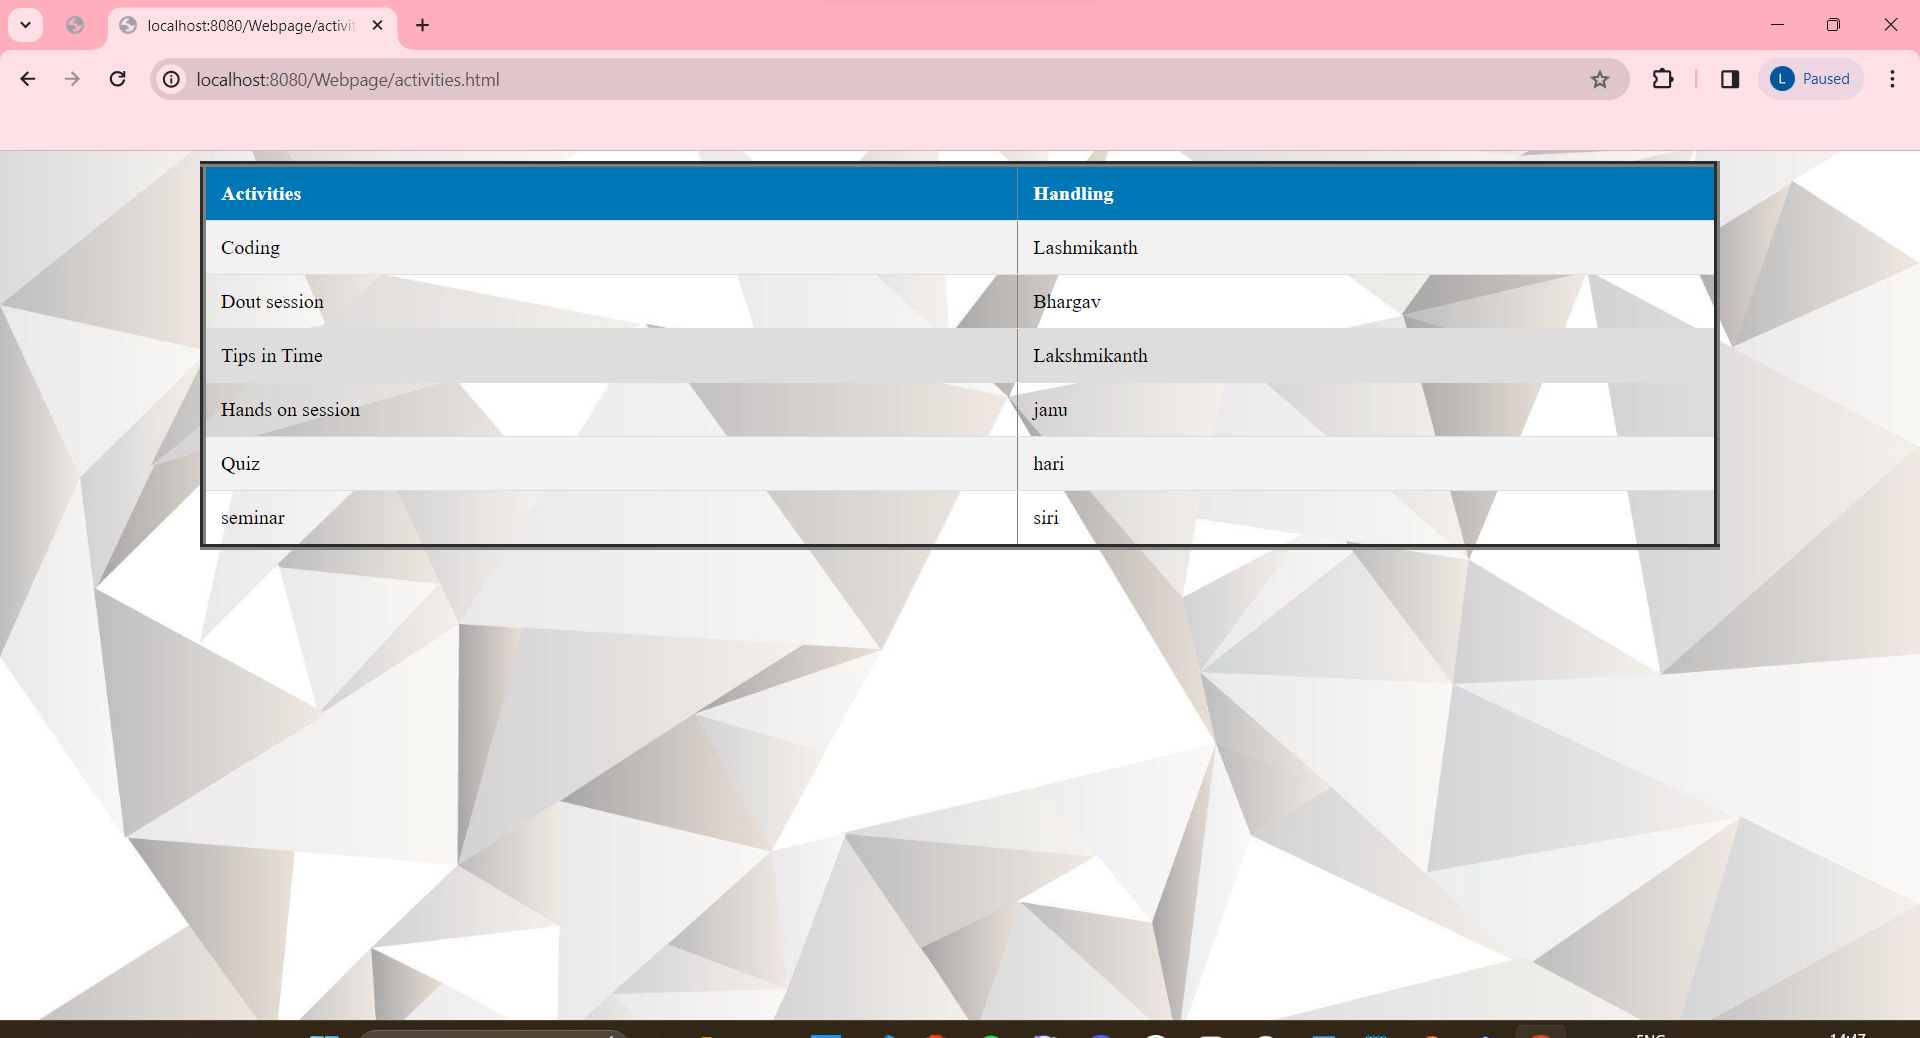 localhost:8080/Webpage/activit
localhost:8080/Webpage/activities.html
L Paused
Activities Handling
Coding Lashmikanth
Dout session Bhargav
Tips in Time Lakshmikanth
Hands on session janu
Quiz hari
seminar siri